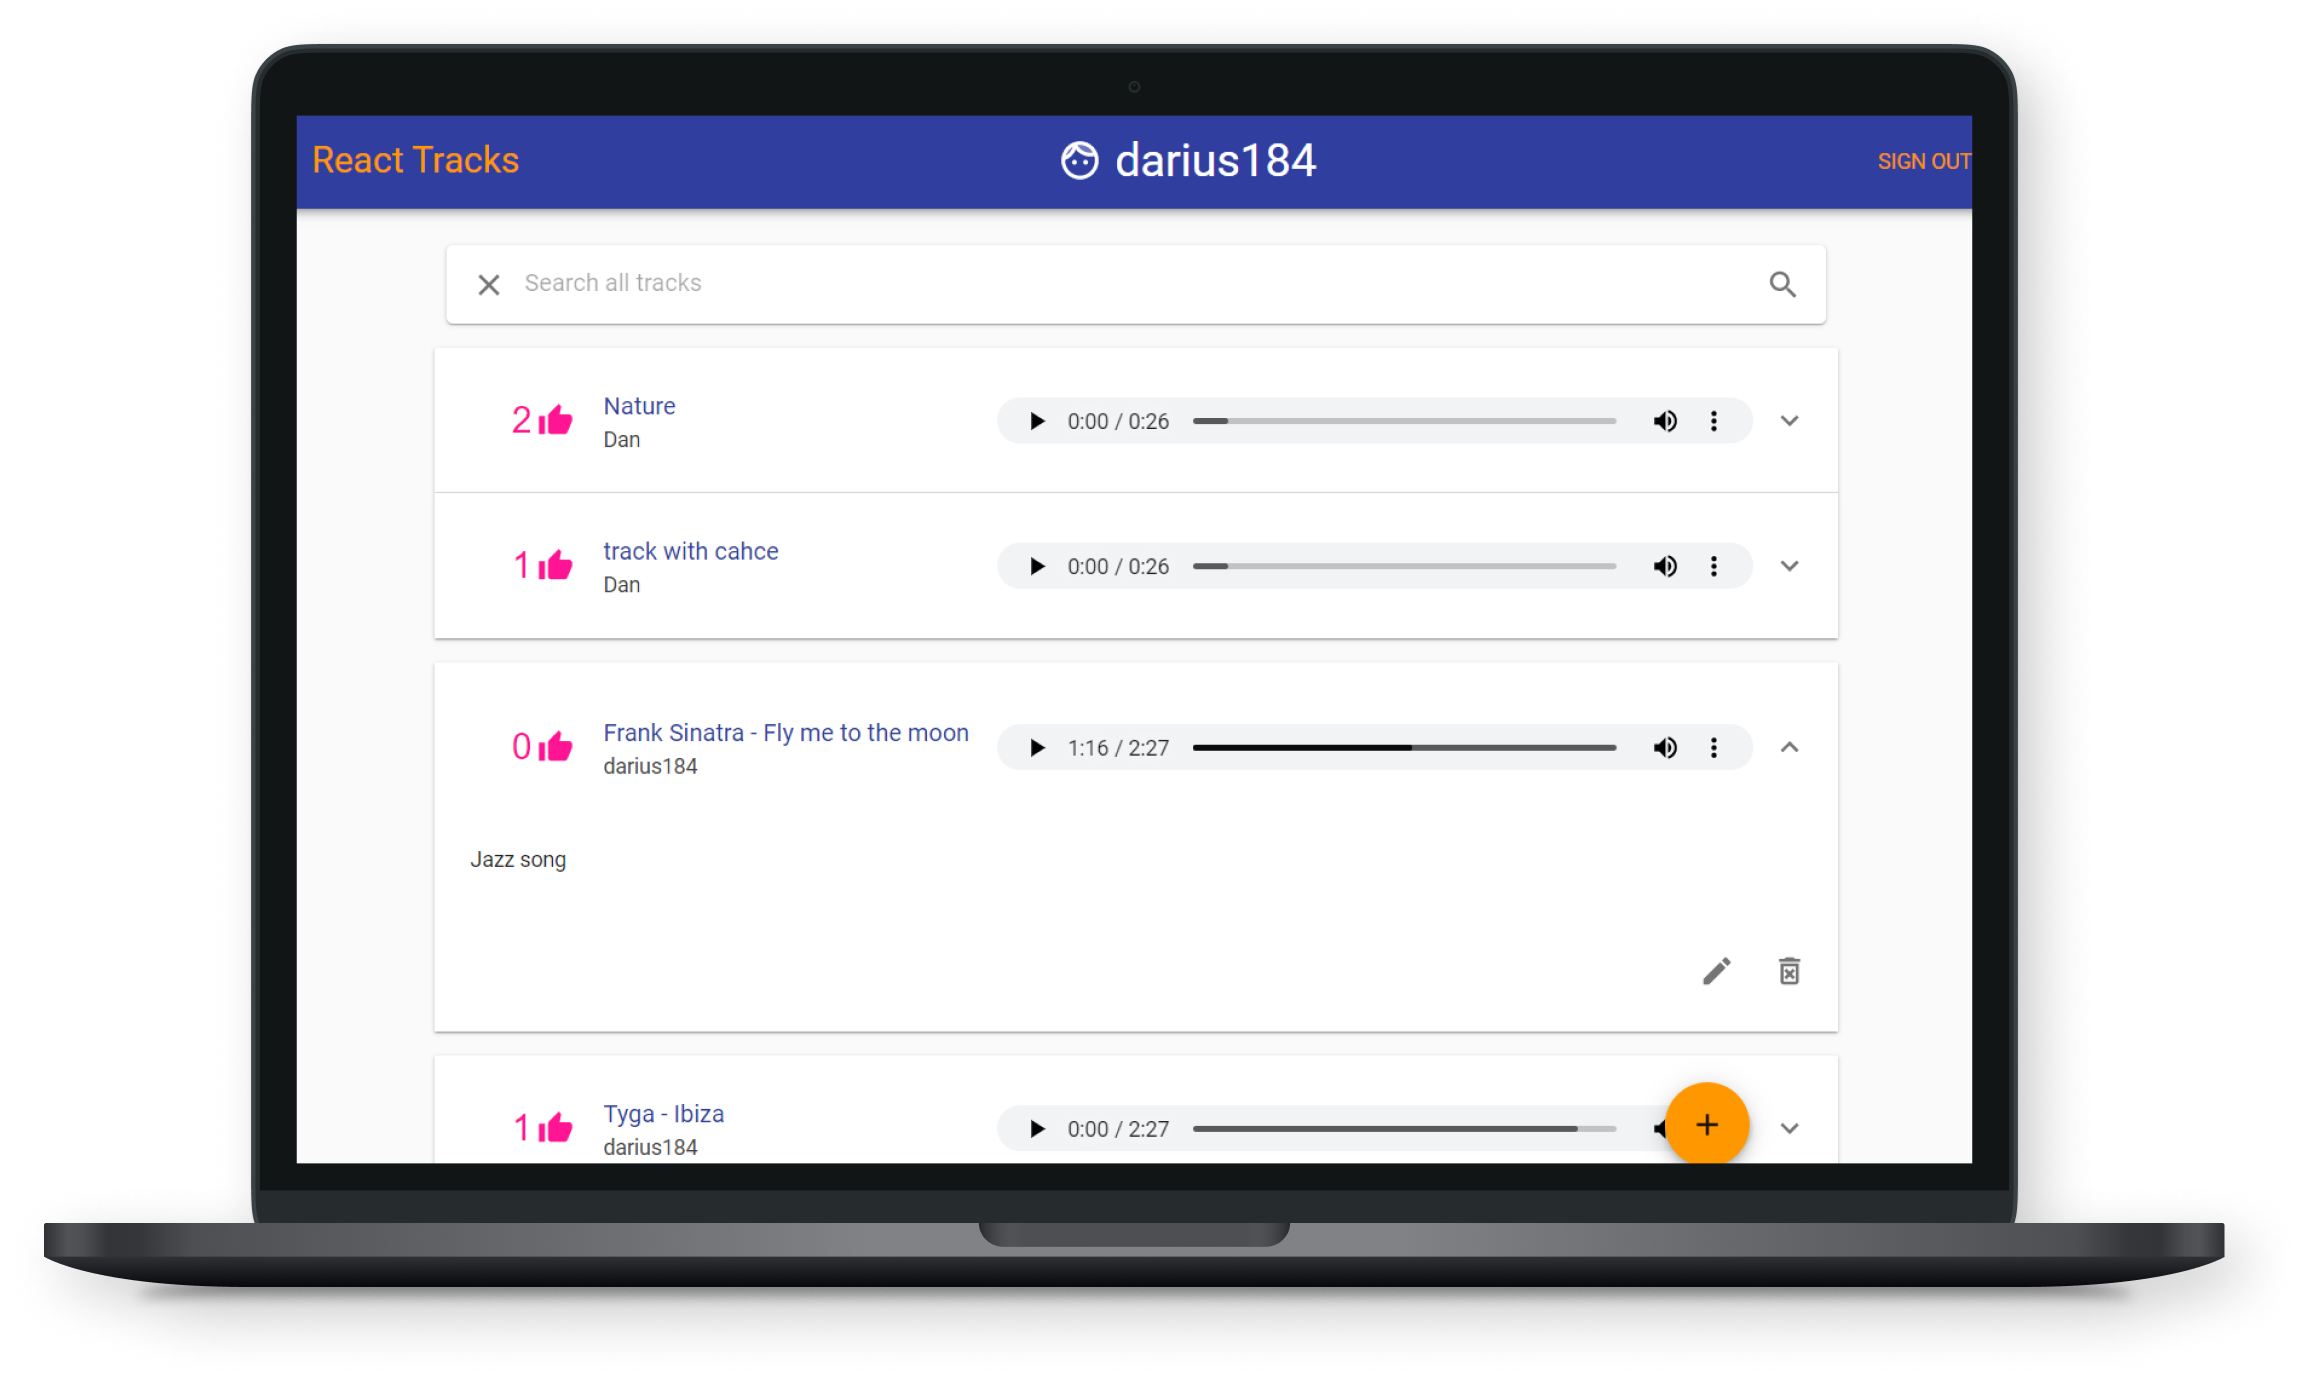 React Tracks
darius184
SIGN OUT
Search all tracks
2
Nature
Dan
0:00 / 0:26
1
track with cahce
Dan
0:00 / 0:26
0
Frank Sinatra - Fly me to the moon
darius184
1:16 / 2:27
Jazz song
1
Tyga - Ibiza
darius184
0:00 / 2:27